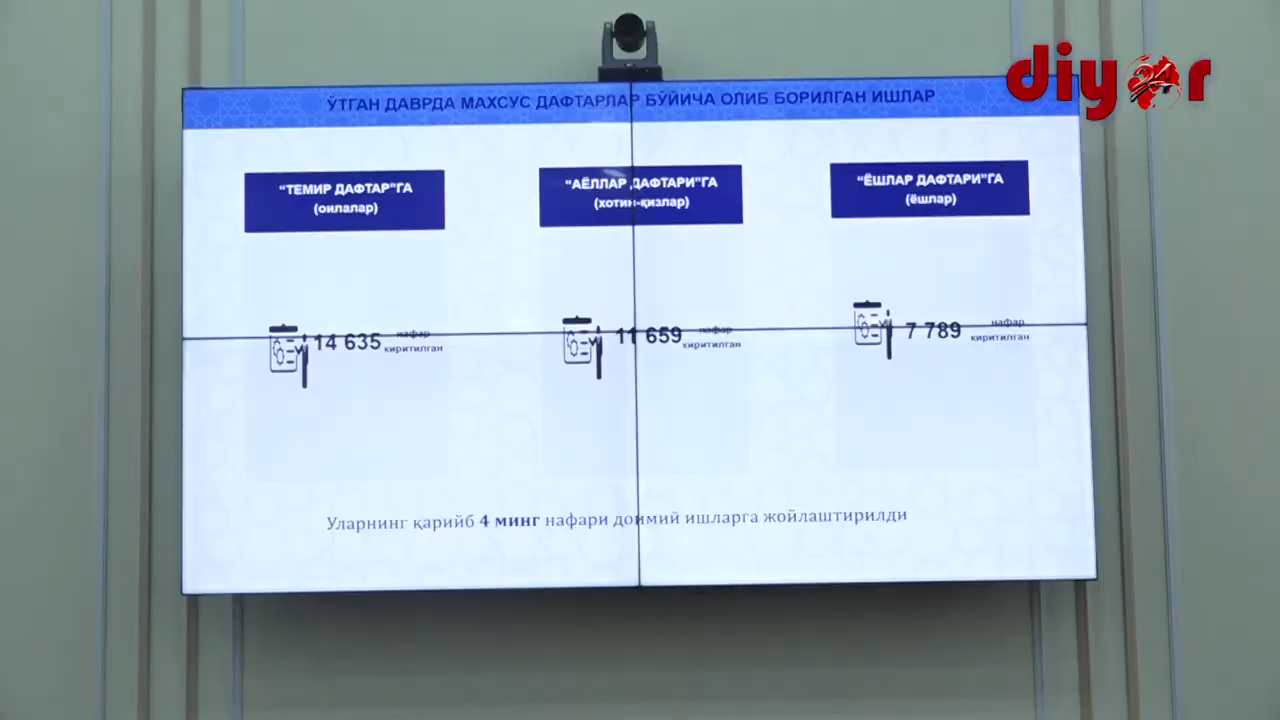 diyor
24
ЎТГАН ДАВРДА МАХСУС ДАФТАРЛАР БЎЙИЧА ОЛИБ БОРИЛГАН ИШЛАР
“ТЕМИР ДАФТАР”ГА
(оилалар)
14 635 нафар
киритилган
“АЁЛЛАР ДАФТАРИ”ГА
(хотин-қизлар)
11 659 нафар
киритилган
“ЁШЛАР ДАФТАРИ”ГА
(ёшлар)
7 789 нафар
киритилган
Уларнинг қарийб 4 минг нафари доимий ишларга жойлаштирилди